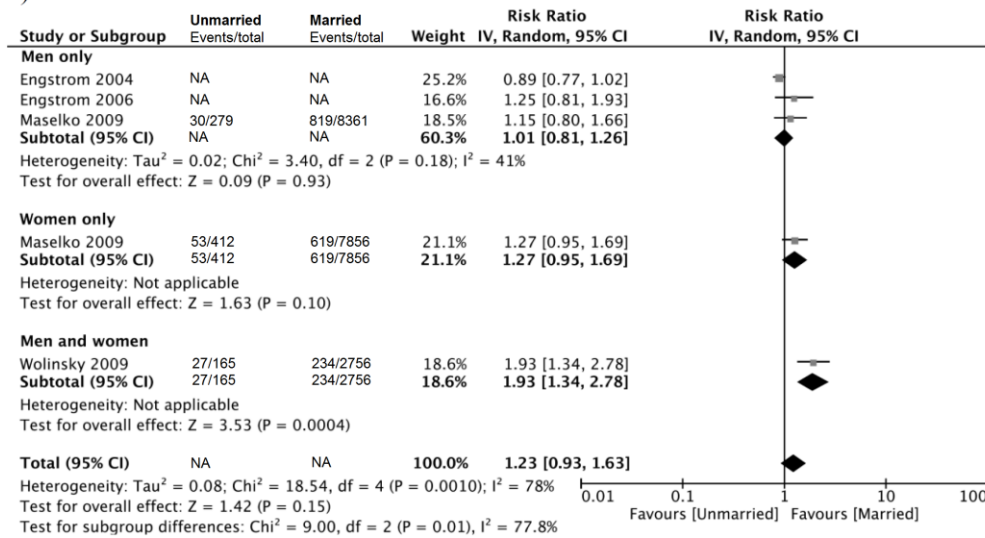 Unmarried Married Risk Ratio Risk Ratio
Study or Subgroup Events/total Events/total Weight IV, Random, 95% CI IV, Random, 95% CI
Men only
Engstrom 2004 NA NA 25.2% 0.89 [0.77, 1.02]
Engstrom 2006 NA NA 16.6% 1.25 [0.81, 1.93]
Maselko 2009 30/279 819/8361 18.5% 1.15 [0.80, 1.66]
Subtotal (95% CI) NA NA 60.3% 1.01 [0.81, 1.26]
Heterogeneity: Tau² = 0.02; Chi² = 3.40, df = 2 (P = 0.18); I² = 41%
Test for overall effect: Z = 0.09 (P = 0.93)
Women only
Maselko 2009 53/412 619/7856 21.1% 1.27 [0.95, 1.69]
Subtotal (95% CI) 53/412 619/7856 21.1% 1.27 [0.95, 1.69]
Heterogeneity: Not applicable
Test for overall effect: Z = 1.63 (P = 0.10)
Men and women
Wolinsky 2009 27/165 234/2756 18.6% 1.93 [1.34, 2.78]
Subtotal (95% CI) 27/165 234/2756 18.6% 1.93 [1.34, 2.78]
Heterogeneity: Not applicable
Test for overall effect: Z = 3.53 (P = 0.0004)
Total (95% CI) NA NA 100.0% 1.23 [0.93, 1.63]
Heterogeneity: Tau² = 0.08; Chi² = 18.54, df = 4 (P = 0.0010); I² = 78%
Test for overall effect: Z = 1.42 (P = 0.15)
Test for subgroup differences: Chi² = 9.00, df = 2 (P = 0.01), I² = 77.8%
0.01 0.1 1 10 100
Favours [Unmarried] Favours [Married]